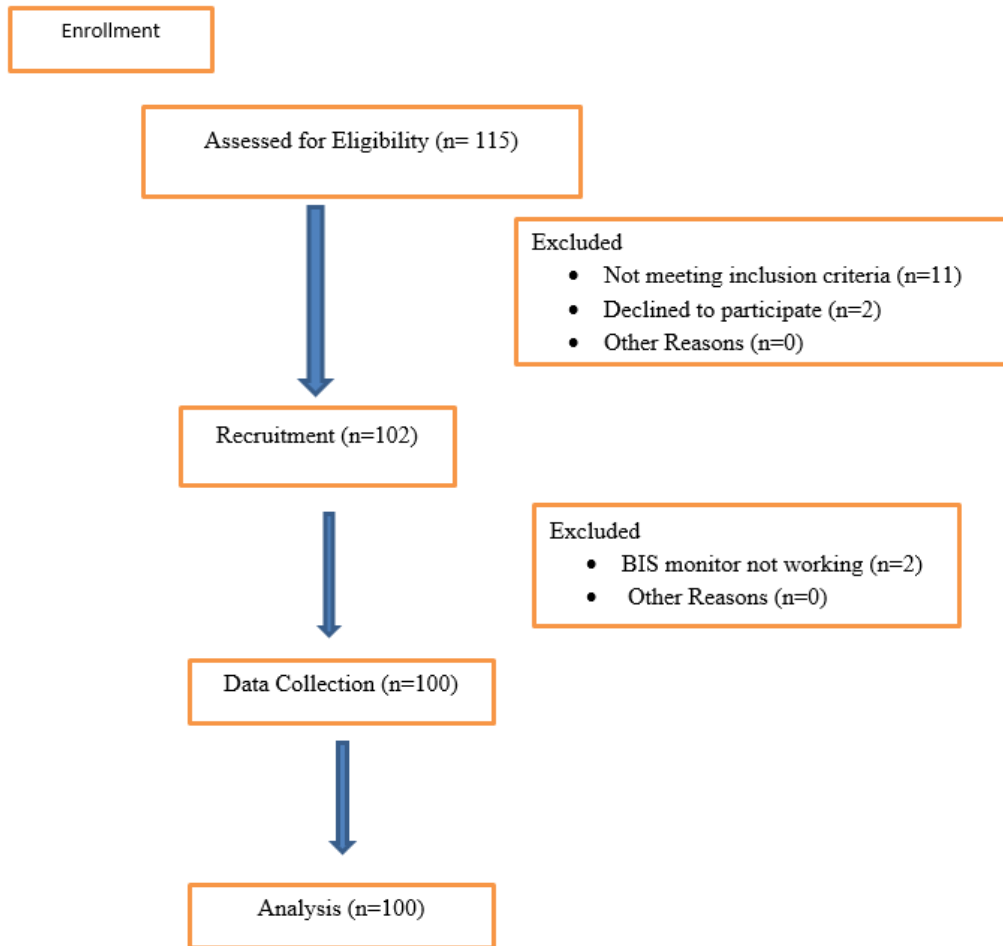 Enrollment
Assessed for Eligibility (n= 115)
Excluded
• Not meeting inclusion criteria (n=11)
• Declined to participate (n=2)
• Other Reasons (n=0)
Recruitment (n=102)
Excluded
• BIS monitor not working (n=2)
• Other Reasons (n=0)
Data Collection (n=100)
Analysis (n=100)